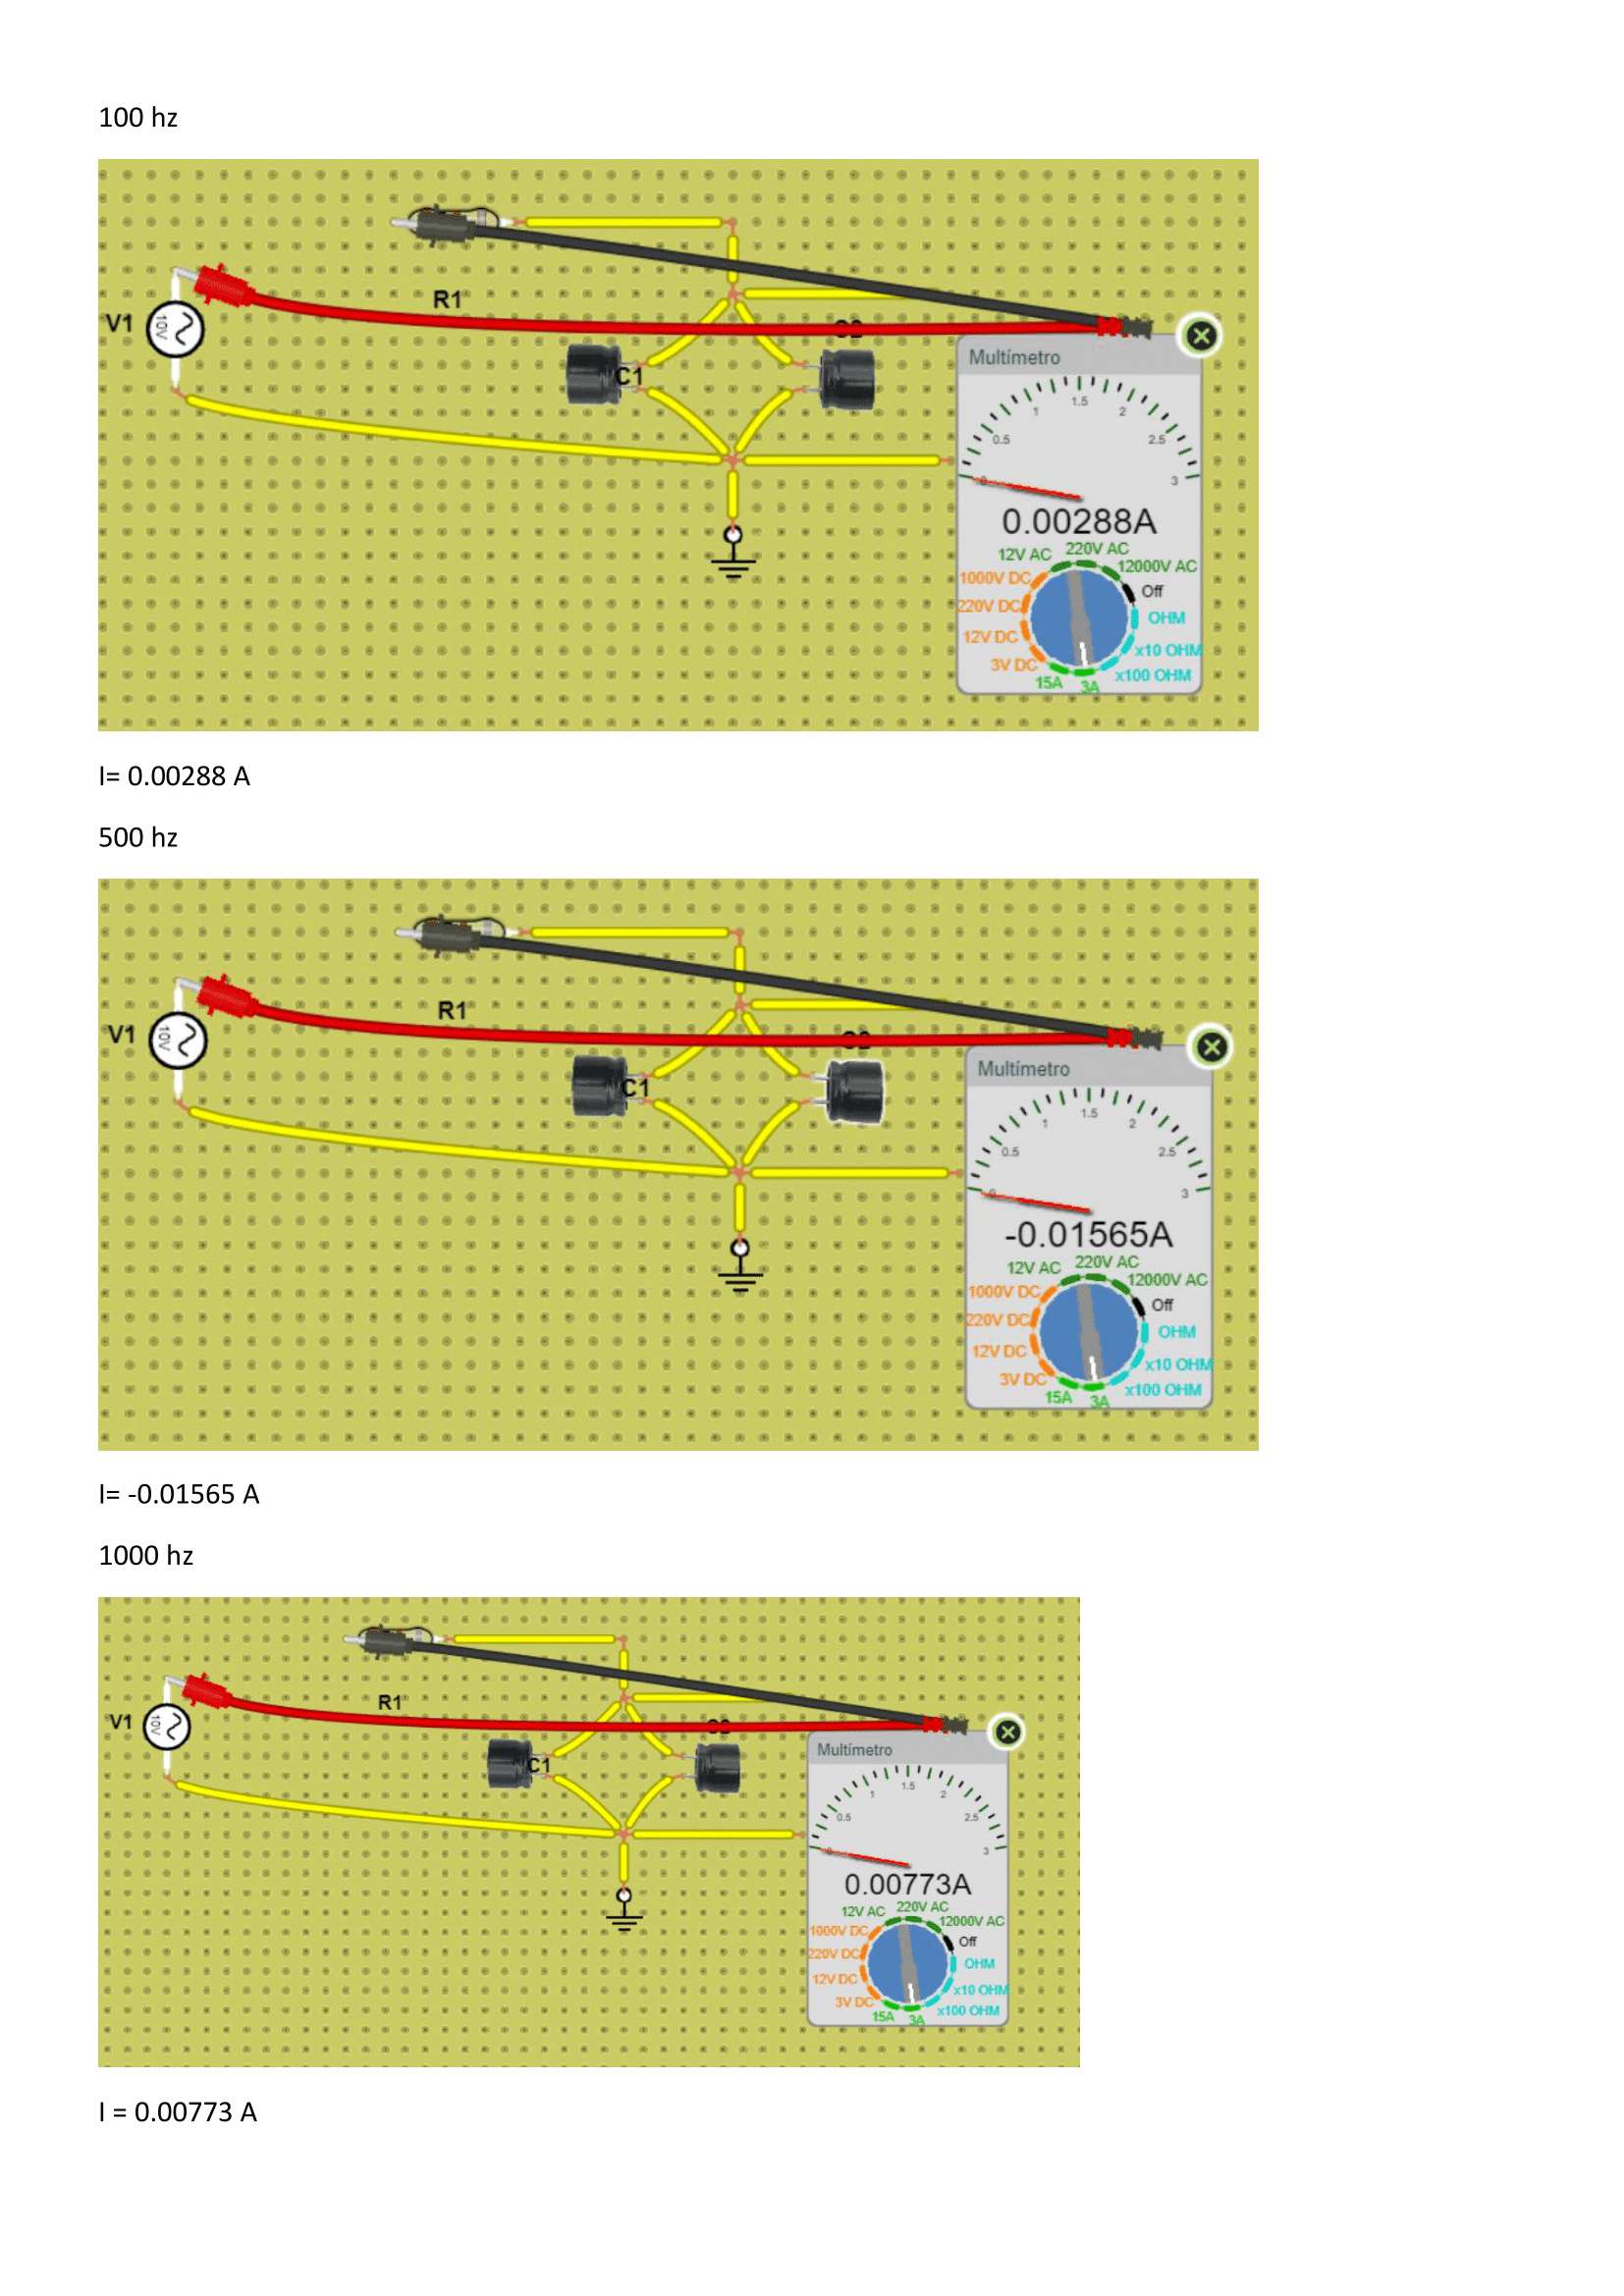 100 hz
R1
V1
10V
C1
Multímetro
0.5
1
1.5
2
2.5
3
0.00288A
12V AC
220V AC
12000V AC
1000V DC
Off
220V DC
OHM
12V DC
x10 OHM
3V DC
x100 OHM
15A
3A
I= 0.00288 A
500 hz
R1
V1
10V
C1
Multímetro
0.5
1
1.5
2
2.5
3
-0.01565A
12V AC
220V AC
12000V AC
1000V DC
Off
220V DC
OHM
12V DC
x10 OHM
3V DC
x100 OHM
15A
3A
I= -0.01565 A
1000 hz
R1
V1
10V
C1
Multímetro
0.5
1
1.5
2
2.5
3
0.00773A
12V AC
220V AC
12000V AC
1000V DC
Off
220V DC
OHM
12V DC
x10 OHM
3V DC
x100 OHM
15A
3A
I = 0.00773 A